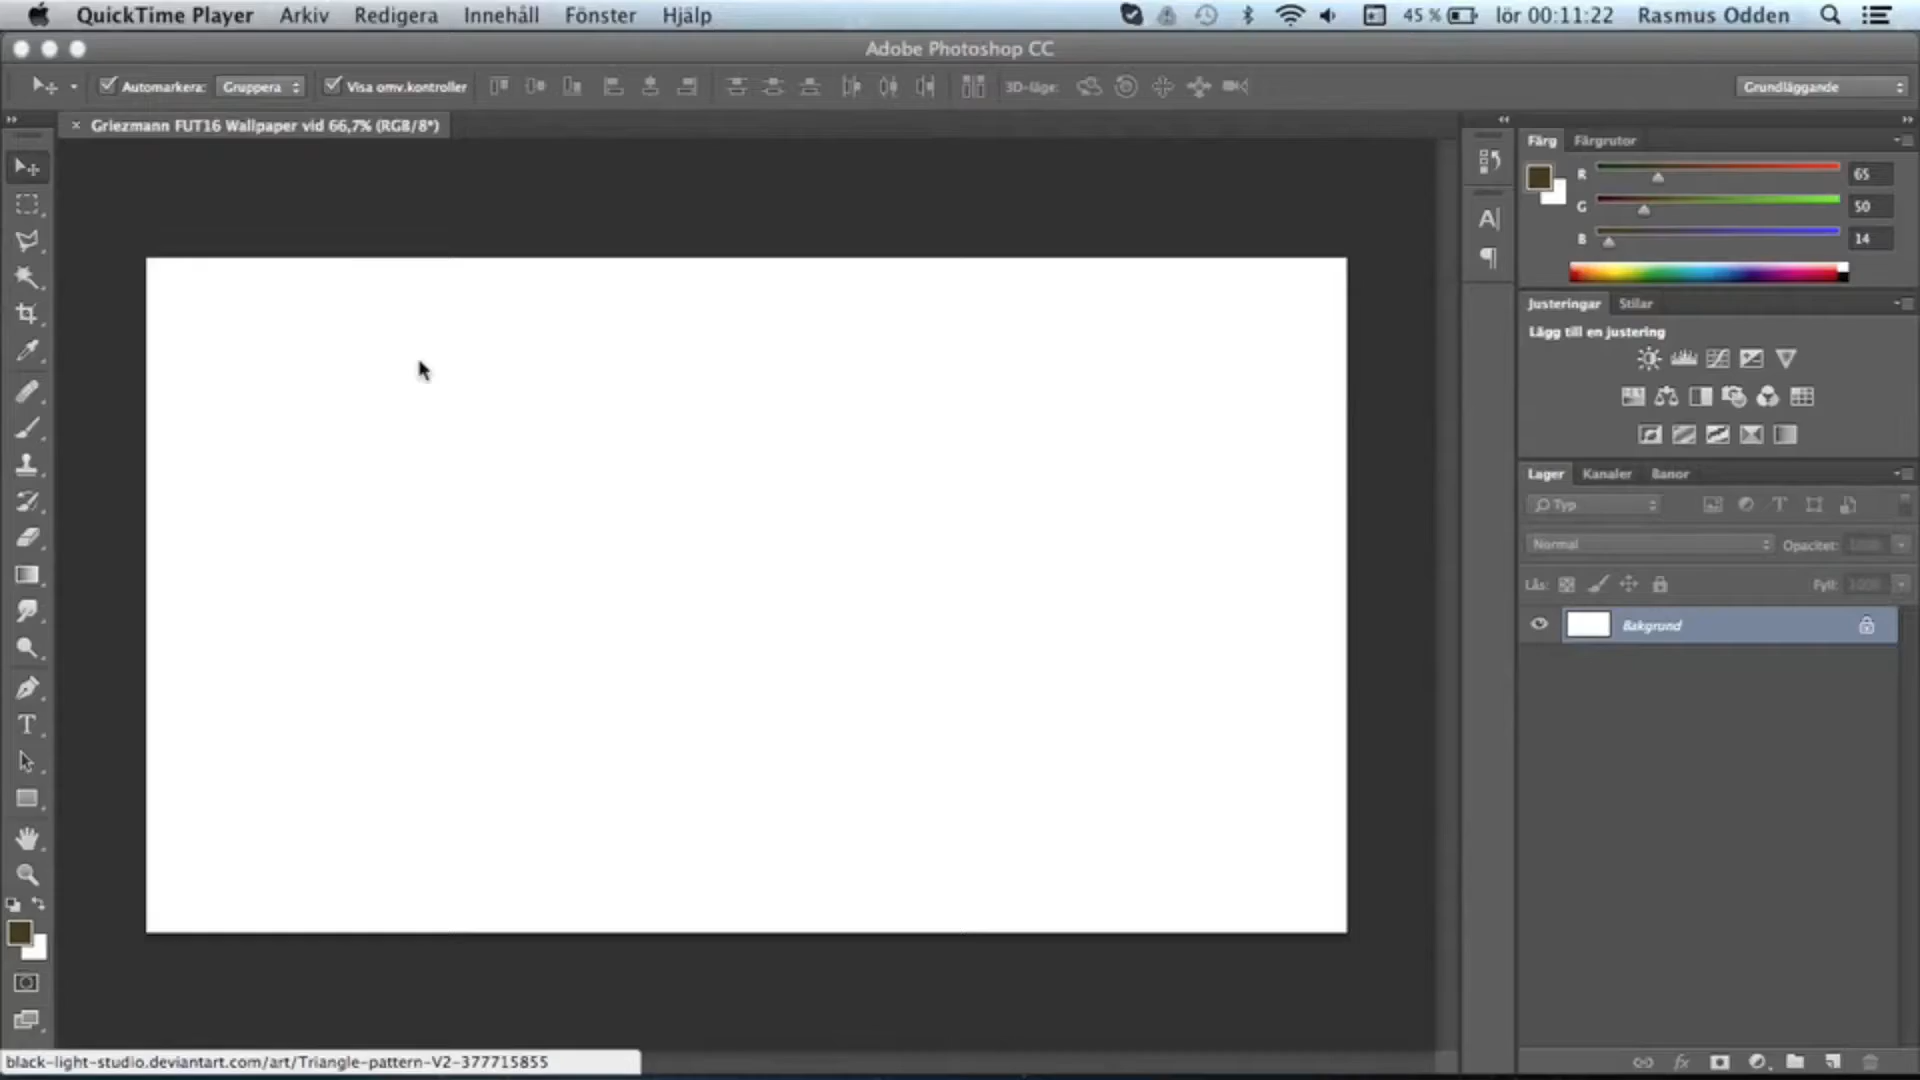 QuickTime Player Arkiv Redigera Innehåll Fönster Hjälp 45 % lör 00:11:22 Rasmus Odden
Adobe Photoshop CC
Automarkera: Gruppera Visa omv.kontroller 3D-läge: Grundläggande
× Griezmann FUT16 Wallpaper vid 66,7% (RGB/8*)
Färg Färgrutor
R 65
G 50
B 14
Justeringar Stilar
Lägg till en justering
Lager Kanaler Banor
Typ
Normal Opacitet:
Lås: Fyll:
Bakgrund
black-light-studio.deviantart.com/art/Triangle-pattern-V2-377715855